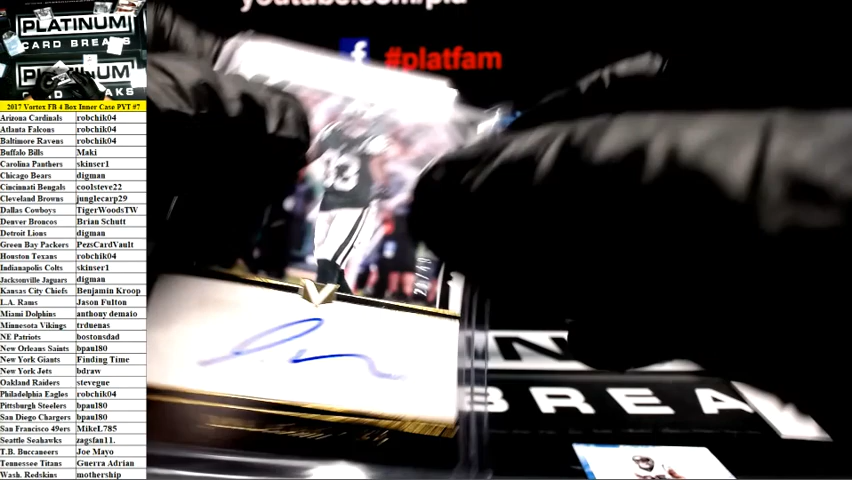 youtube.com/pla
#platfam
PLATINUM
CARD BREAKS
PLATINUM
2017 Vortex FB 4 Box Inner Case PYT #7
Arizona Cardinals robchik04
Atlanta Falcons robchik04
Baltimore Ravens robchik04
Buffalo Bills Maki
Carolina Panthers skinser1
Chicago Bears digman
Cincinnati Bengals coolsteve22
Cleveland Browns junglecarp29
Dallas Cowboys TigerWoodsTW
Denver Broncos Brian Schutt
Detroit Lions digman
Green Bay Packers PezsCardVault
Houston Texans robchik04
Indianapolis Colts skinser1
Jacksonville Jaguars digman
Kansas City Chiefs Benjamin Kroop
L.A. Rams Jason Fulton
Miami Dolphins anthony demaio
Minnesota Vikings trduenas
NE Patriots bostonsdad
New Orleans Saints bpau180
New York Giants Finding Time
New York Jets bdraw
Oakland Raiders stevegue
Philadelphia Eagles robchik04
Pittsburgh Steelers bpau180
San Diego Chargers bpau180
San Francisco 49ers MikeL785
Seattle Seahawks zagsfan11.
T.B. Buccaneers Joe Mayo
Tennessee Titans Guerra Adrian
Wash. Redskins mothership
BREA